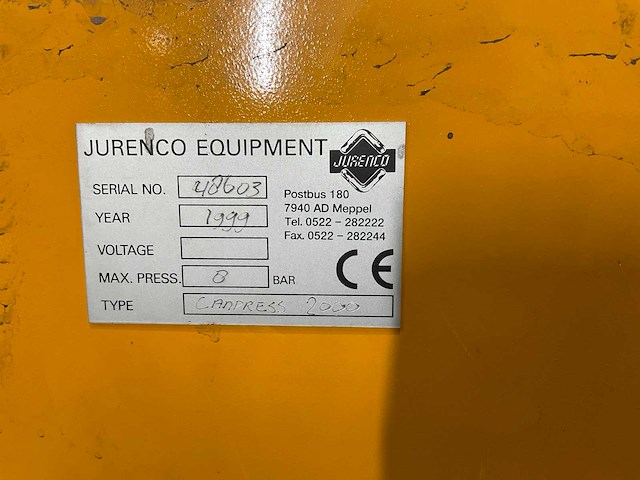 JURENCO EQUIPMENT
JURENCO
SERIAL NO. 48603
YEAR 1999
VOLTAGE
MAX. PRESS. 8 BAR
TYPE CANPRESS 2000
Postbus 180
7940 AD Meppel
Tel. 0522 – 282222
Fax. 0522 – 282244
CE